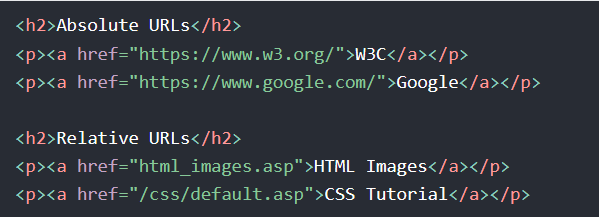 <h2>Absolute URLs</h2>
<p><a href="https://www.w3.org/">W3C</a></p>
<p><a href="https://www.google.com/">Google</a></p>
<h2>Relative URLs</h2>
<p><a href="html_images.asp">HTML Images</a></p>
<p><a href="/css/default.asp">CSS Tutorial</a></p>